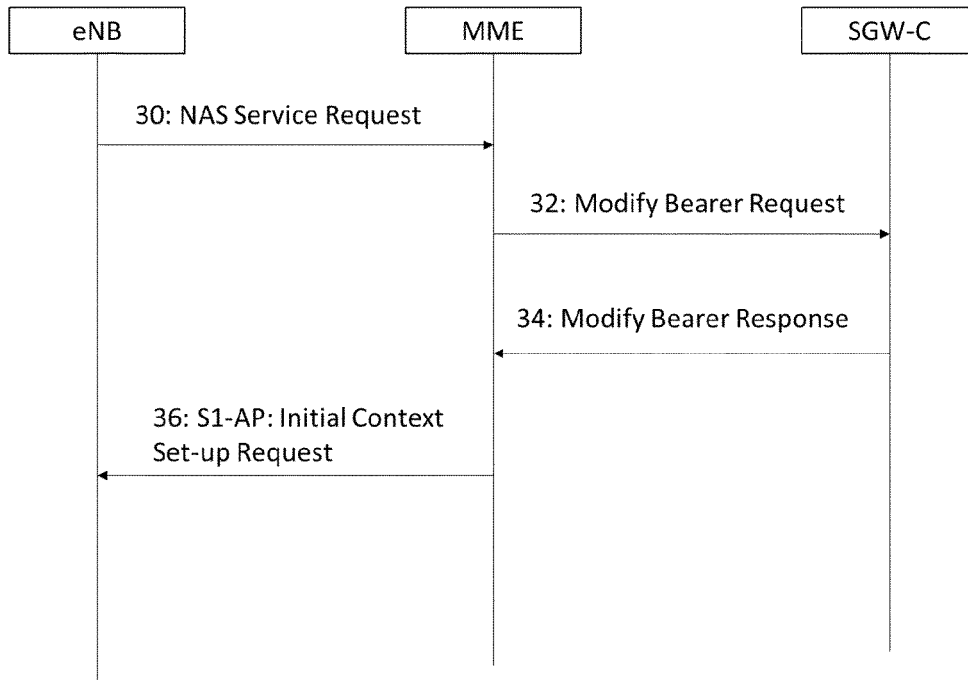 eNB
MME
SGW-C
30: NAS Service Request
32: Modify Bearer Request
34: Modify Bearer Response
36: S1-AP: Initial Context
Set-up Request